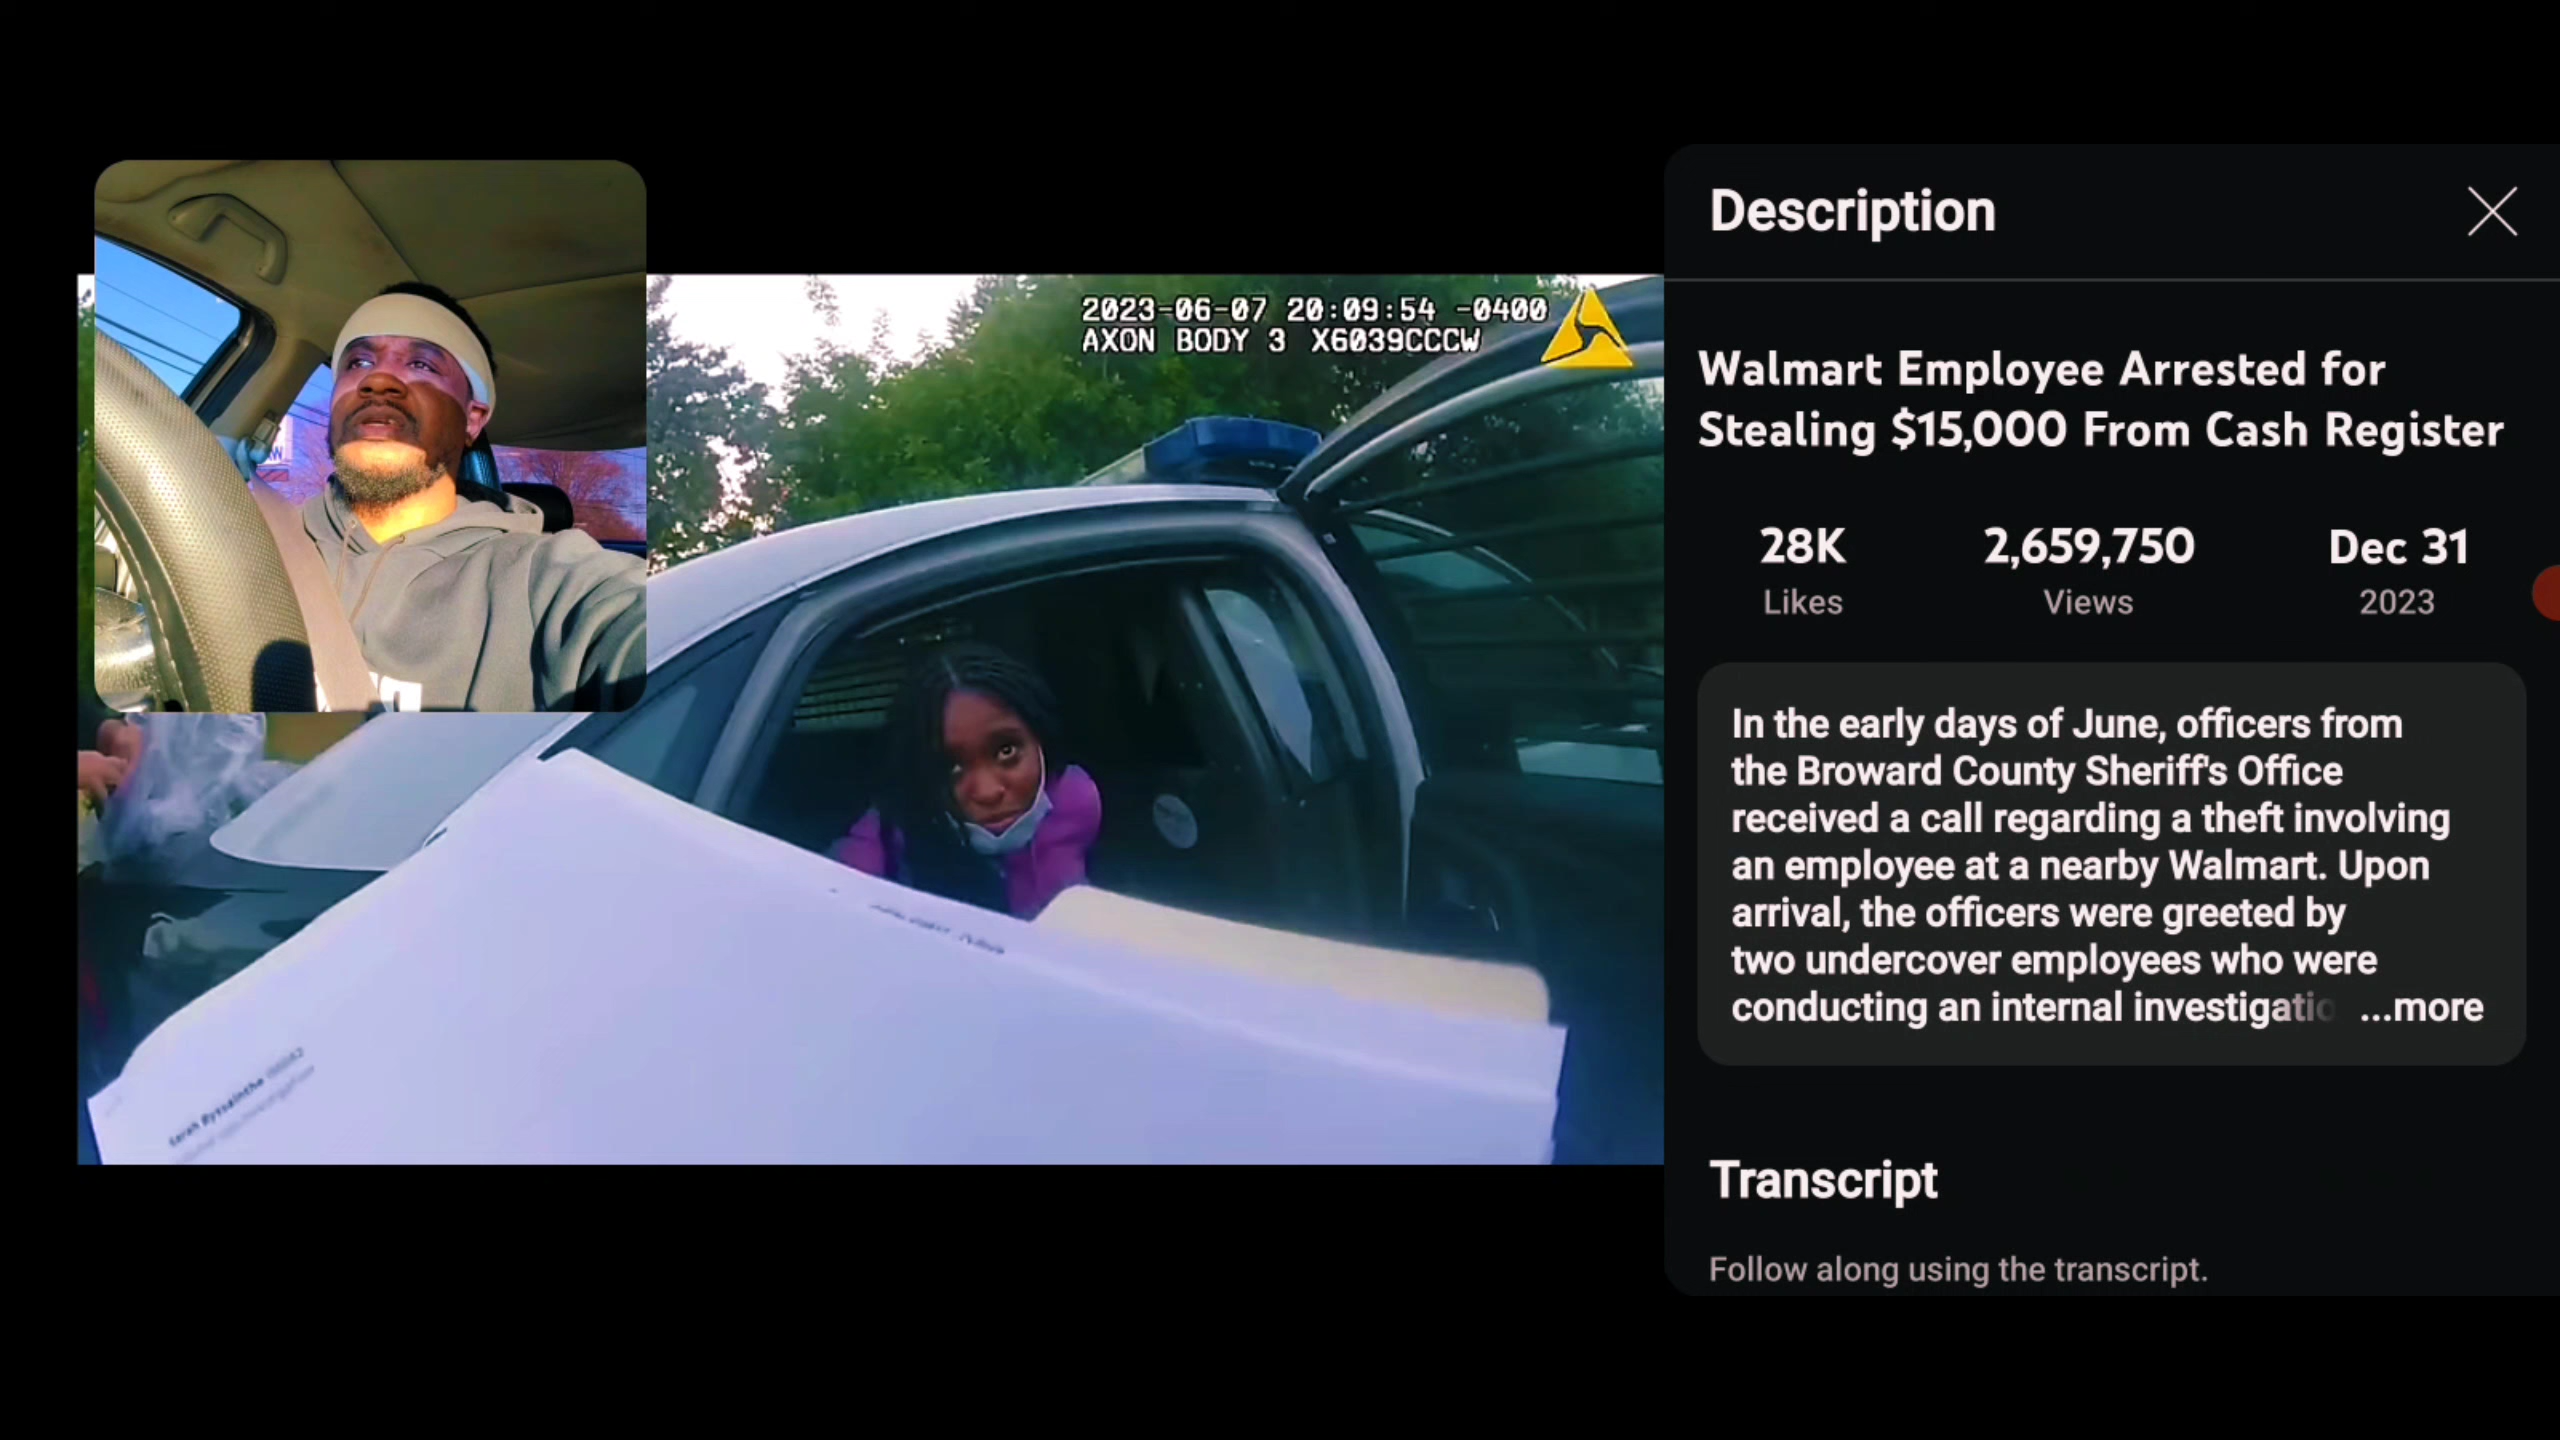 2023-06-07 20:09:54 -0400
AXON BODY 3 X6039CCCW
Description
Walmart Employee Arrested for
Stealing $15,000 From Cash Register
28K
2,659,750
Dec 31
Likes
Views
2023
In the early days of June, officers from
the Broward County Sheriff's Office
received a call regarding a theft involving
an employee at a nearby Walmart. Upon
arrival, the officers were greeted by
two undercover employees who were
conducting an internal investigatio ...more
Transcript
Follow along using the transcript.